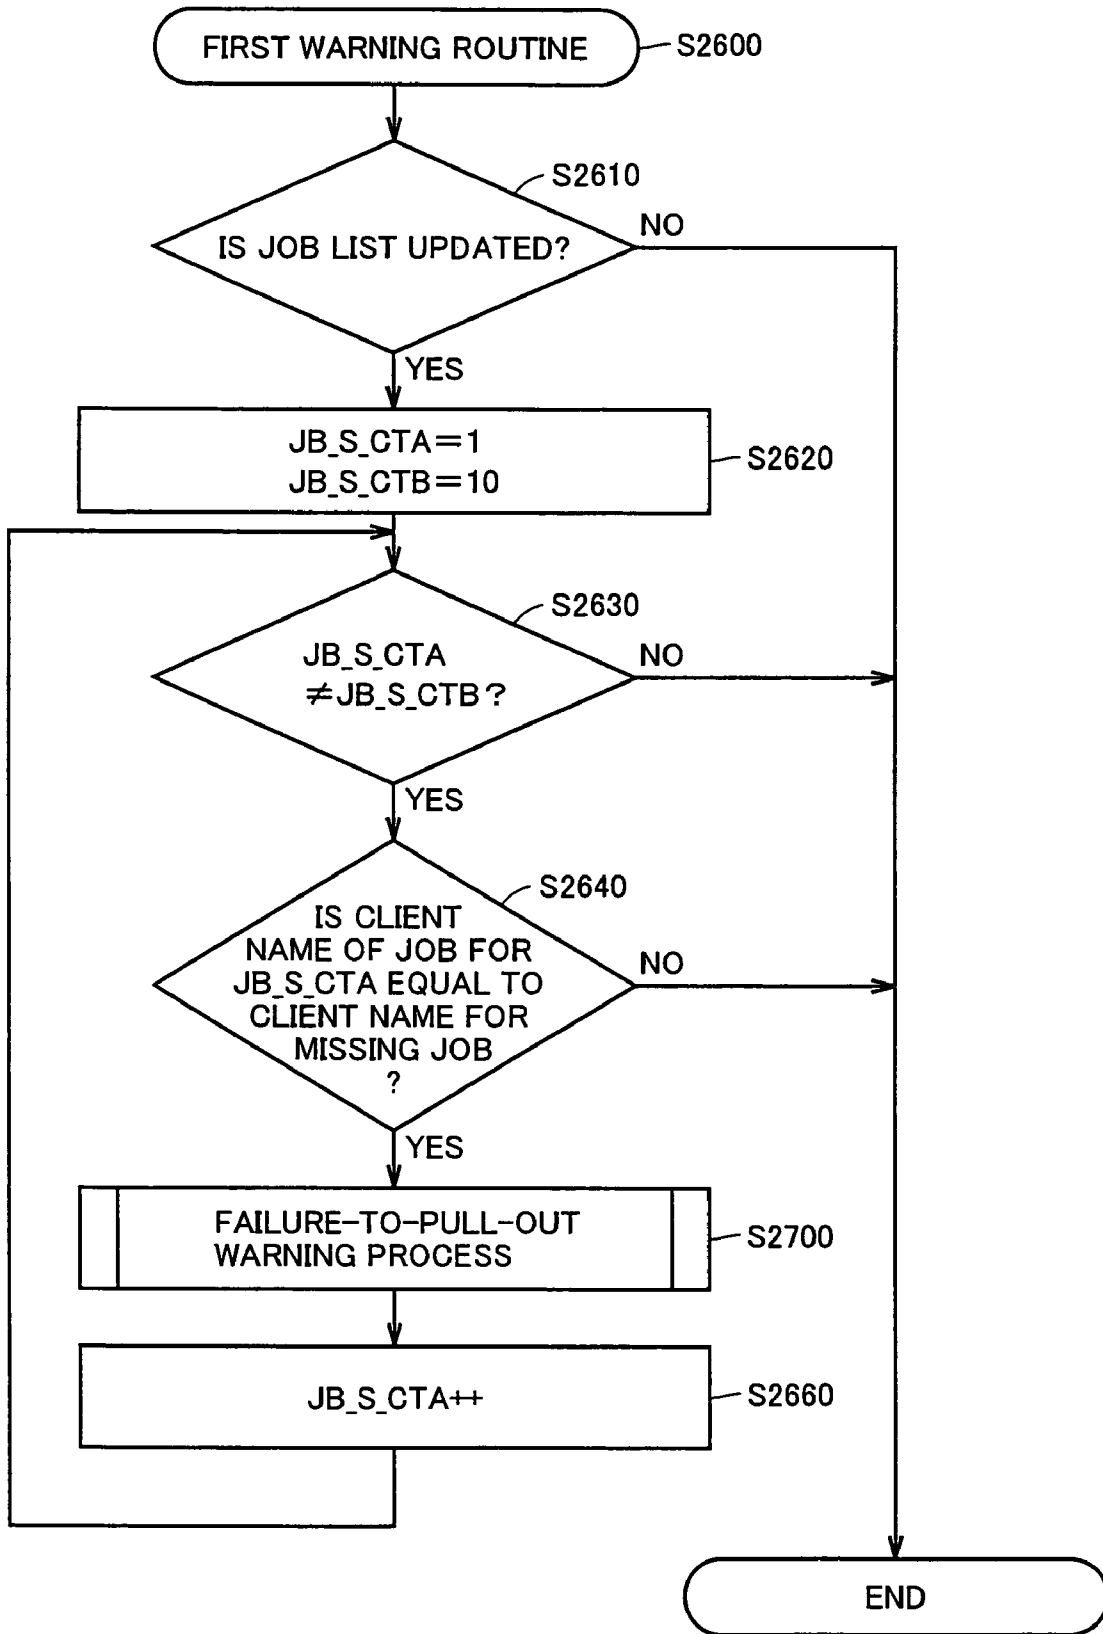 FIRST WARNING ROUTINE
S2600
S2610
IS JOB LIST UPDATED?
NO
YES
JB_S_CTA=1
JB_S_CTB=10
S2620
S2630
JB_S_CTA
≠JB_S_CTB?
NO
YES
S2640
IS CLIENT
NAME OF JOB FOR
JB_S_CTA EQUAL TO
CLIENT NAME FOR
MISSING JOB
?
NO
YES
FAILURE-TO-PULL-OUT
WARNING PROCESS
S2700
JB_S_CTA++
S2660
END